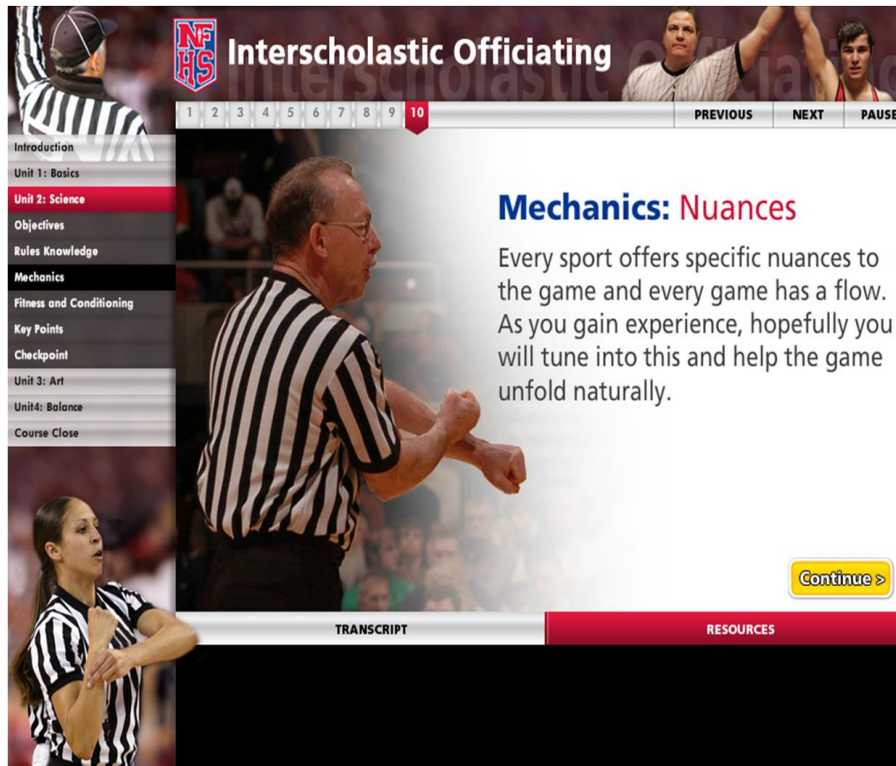 NF
HS
Interscholastic Officiating
1 2 3 4 5 6 7 8 9 10
PREVIOUS NEXT PAUSE
Introduction
Unit 1: Basics
Unit 2: Science
Objectives
Rules Knowledge
Mechanics
Fitness and Conditioning
Key Points
Checkpoint
Unit 3: Art
Unit4: Balance
Course Close
Mechanics: Nuances
Every sport offers specific nuances to
the game and every game has a flow.
As you gain experience, hopefully you
will tune into this and help the game
unfold naturally.
Continue >
TRANSCRIPT RESOURCES